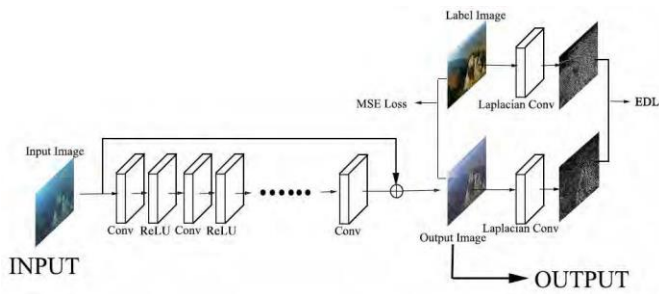 Label Image
MSE Loss
Laplacian Conv
EDL
Input Image
Conv ReLU Conv ReLU
Conv
Laplacian Conv
Output Image
INPUT
OUTPUT